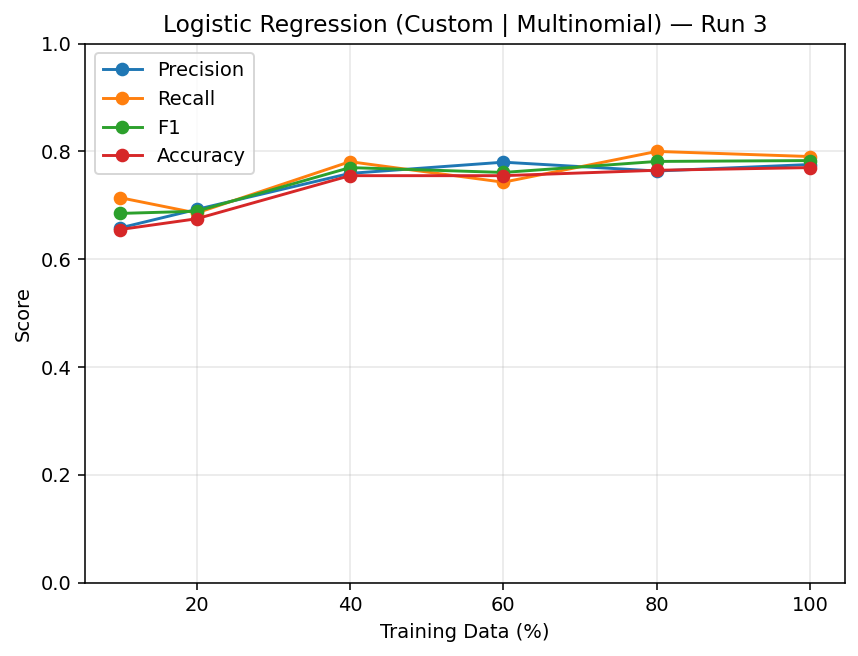 Logistic Regression (Custom | Multinomial) — Run 3
1.0
0.8
0.6
0.4
0.2
0.0
Score
Precision
Recall
F1
Accuracy
20 40 60 80 100
Training Data (%)